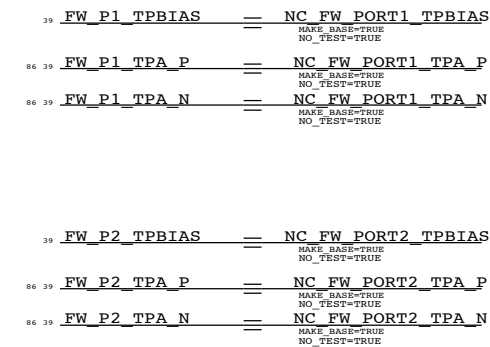 39 FW_P1_TPBIAS NC_FW_PORT1_TPBIAS
MAKE_BASE=TRUE
NO_TEST=TRUE
86 39 FW_P1_TPA_P NC_FW_PORT1_TPA_P
MAKE_BASE=TRUE
NO_TEST=TRUE
86 39 FW_P1_TPA_N NC_FW_PORT1_TPA_N
MAKE_BASE=TRUE
NO_TEST=TRUE
39 FW_P2_TPBIAS NC_FW_PORT2_TPBIAS
MAKE_BASE=TRUE
NO_TEST=TRUE
86 39 FW_P2_TPA_P NC_FW_PORT2_TPA_P
MAKE_BASE=TRUE
NO_TEST=TRUE
86 39 FW_P2_TPA_N NC_FW_PORT2_TPA_N
MAKE_BASE=TRUE
NO_TEST=TRUE